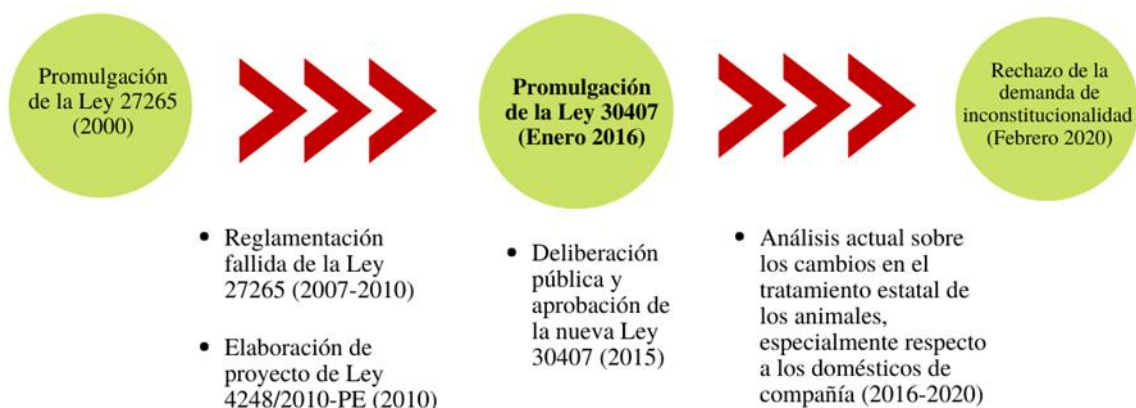 Promulgación
de la Ley 27265
(2000)
Promulgación
de la Ley 30407
(Enero 2016)
Rechazo de la
demanda de
inconstitucionalidad
(Febrero 2020)
• Reglamentación
fallida de la Ley
27265 (2007-2010)
• Elaboración de
proyecto de Ley
4248/2010-PE (2010)
• Deliberación
pública y
aprobación de
la nueva Ley
30407 (2015)
• Análisis actual sobre
los cambios en el
tratamiento estatal de
los animales,
especialmente respecto
a los domésticos de
compañía (2016-2020)